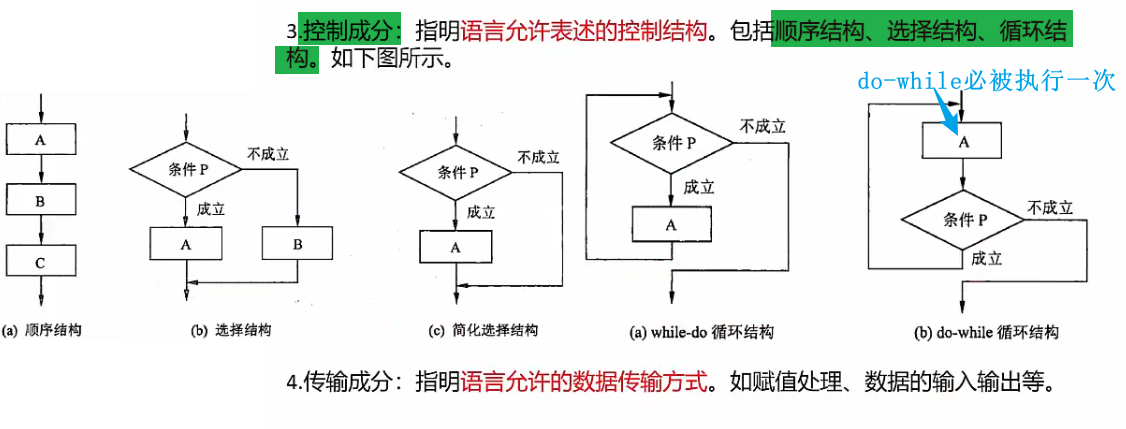 3.控制成分：指明语言允许表述的控制结构。包括顺序结构、选择结构、循环结
构。如下图所示。
do-while必被执行一次
A
B
C
(a) 顺序结构
条件 P
不成立
成立
A
B
(b) 选择结构
条件 P
不成立
成立
A
(c) 简化选择结构
条件 P
不成立
成立
A
(a) while-do 循环结构
A
条件 P
不成立
成立
(b) do-while 循环结构
4.传输成分：指明语言允许的数据传输方式。如赋值处理、数据的输入输出等。